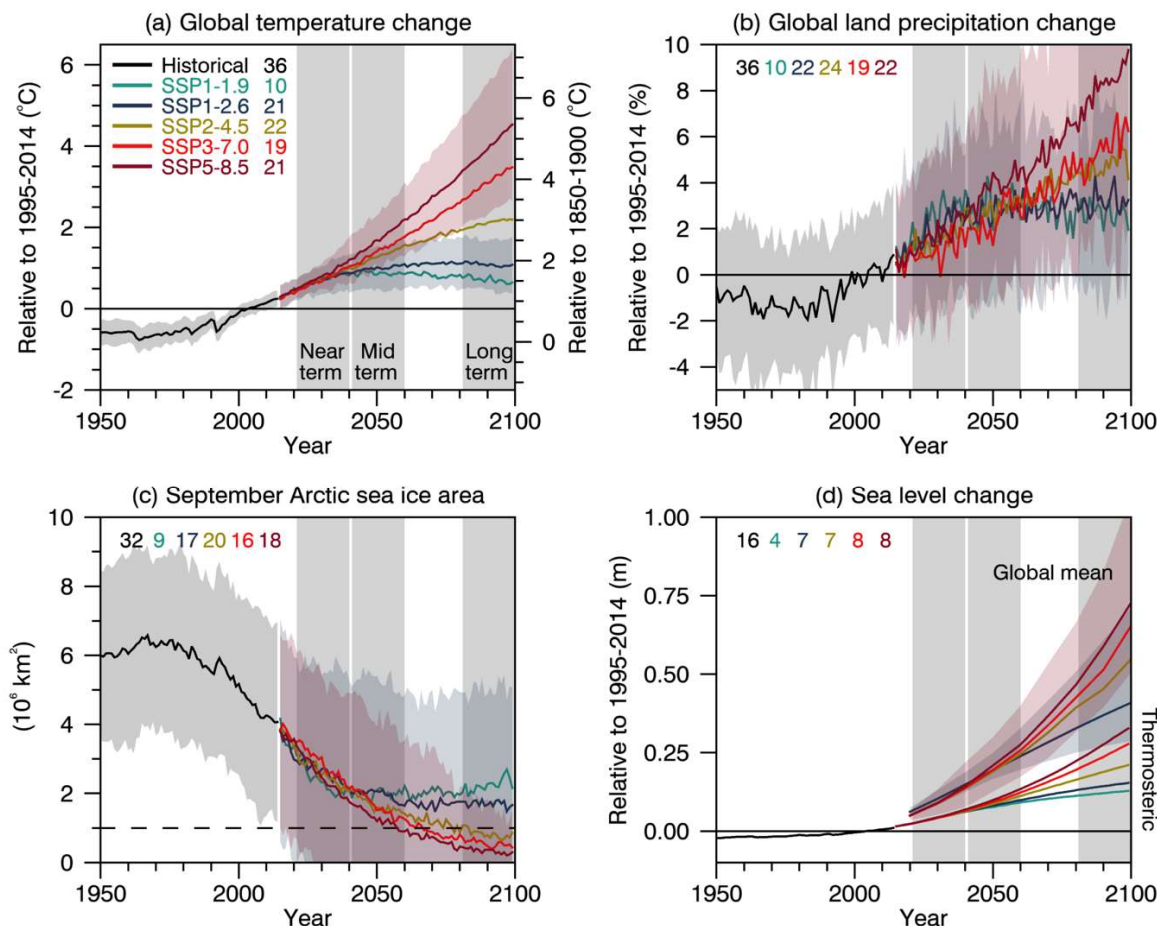 (a) Global temperature change
Relative to 1995-2014 (°C)
6
4
2
0
-2
Historical 36
SSP1-1.9 10
SSP1-2.6 21
SSP2-4.5 22
SSP3-7.0 19
SSP5-8.5 21
Near term
Mid term
Long term
6
4
2
0
Relative to 1850-1900 (°C)
1950 2000 2050 2100
Year
(b) Global land precipitation change
Relative to 1995-2014 (%)
10
8
6
4
2
0
-2
-4
36 10 22 24 19 22
1950 2000 2050 2100
Year
(c) September Arctic sea ice area
(10⁶ km²)
10
8
6
4
2
0
32 9 17 20 16 18
1950 2000 2050 2100
Year
(d) Sea level change
Relative to 1995-2014 (m)
1.00
0.75
0.50
0.25
0.00
16 4 7 7 8 8
Global mean
Thermosteric
1950 2000 2050 2100
Year